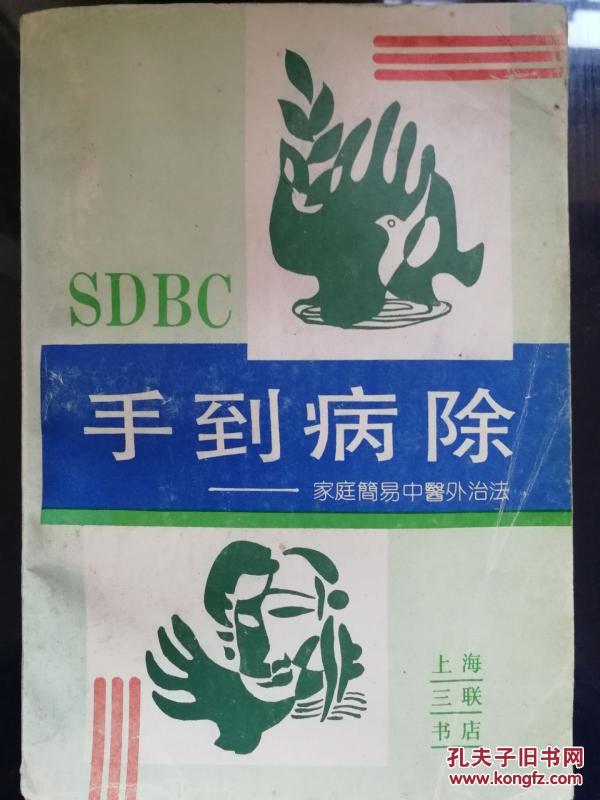 SDBC
手到病除
——家庭簡易中醫外治法
上海
三联
书店
孔夫子旧书网
www.kongfz.com